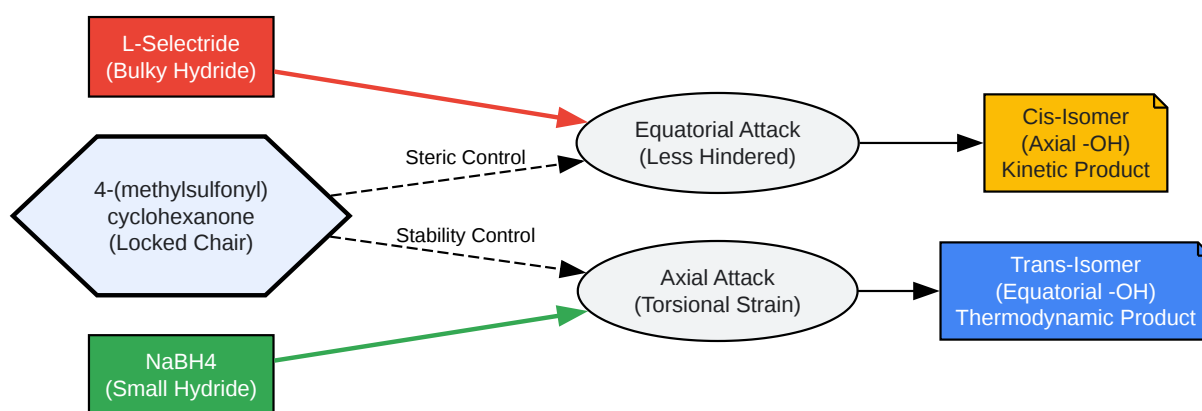 L-Selectride
(Bulky Hydride)
4-(methylsulfonyl)
cyclohexanone
(Locked Chair)
NaBH4
(Small Hydride)
Steric Control
Stability Control
Equatorial Attack
(Less Hindered)
Axial Attack
(Torsional Strain)
Cis-Isomer
(Axial -OH)
Kinetic Product
Trans-Isomer
(Equatorial -OH)
Thermodynamic Product